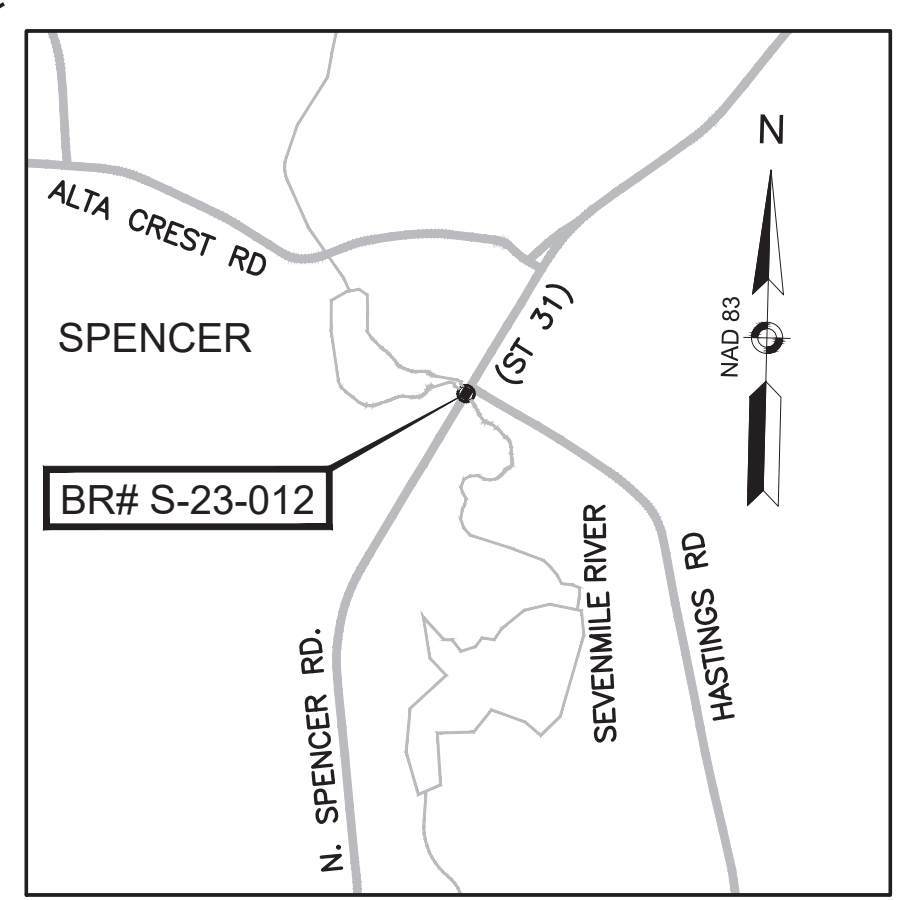 N
ALTA CREST RD
NAD 83
(ST 31)
SPENCER
BR# S-23-012
SEVENMILE RIVER
HASTINGS RD
N. SPENCER RD.